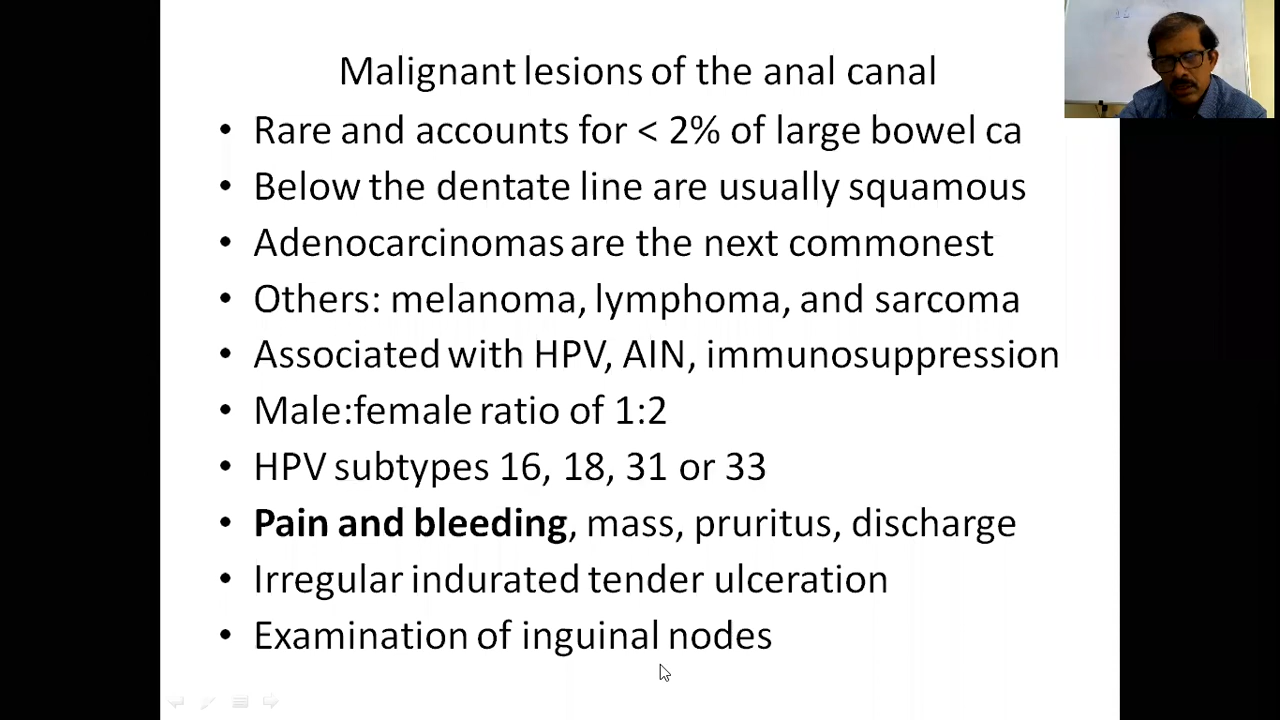 Malignant lesions of the anal canal
• Rare and accounts for < 2% of large bowel ca
• Below the dentate line are usually squamous
• Adenocarcinomas are the next commonest
• Others: melanoma, lymphoma, and sarcoma
• Associated with HPV, AIN, immunosuppression
• Male:female ratio of 1:2
• HPV subtypes 16, 18, 31 or 33
• Pain and bleeding, mass, pruritus, discharge
• Irregular indurated tender ulceration
• Examination of inguinal nodes